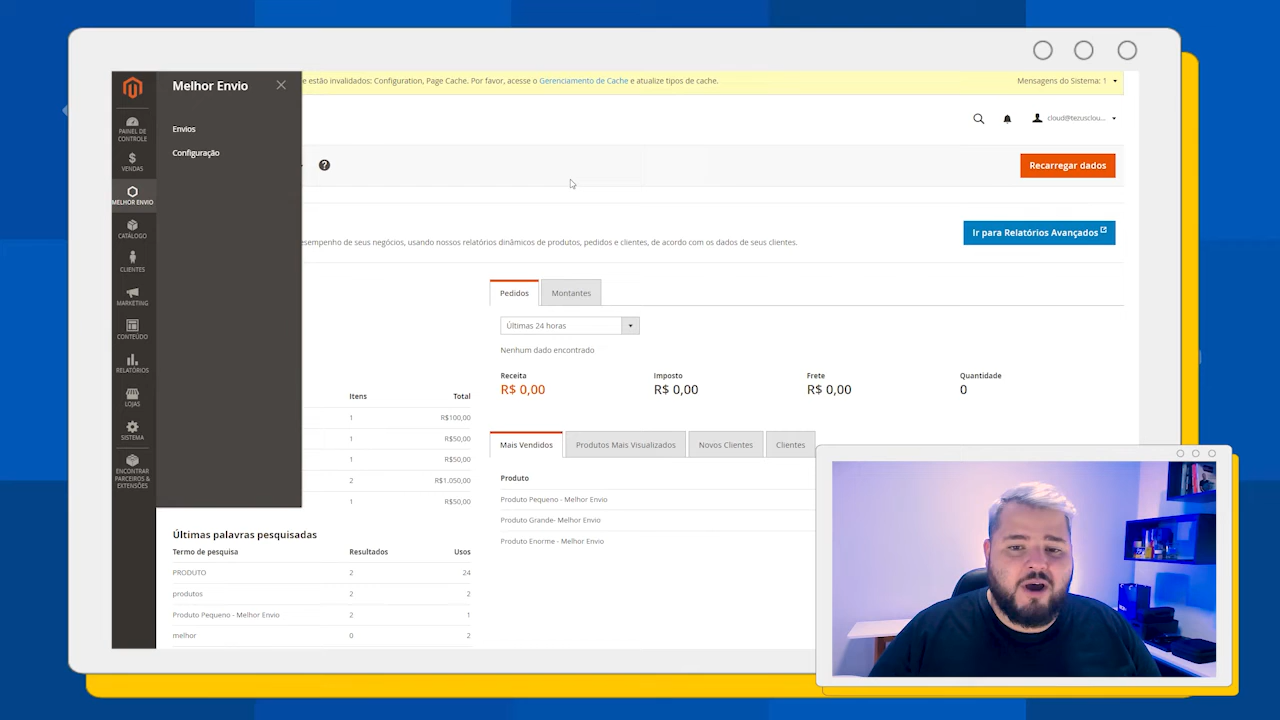 Melhor Envio
Envios
Configuração
PAINEL DE
CONTROLE
VENDAS
MELHOR ENVIO
CATÁLOGO
CLIENTES
MARKETING
CONTEÚDO
RELATÓRIOS
LOJAS
SISTEMA
ENCONTRAR
PARCEIROS &
EXTENSÕES
e estão invalidados: Configuration, Page Cache. Por favor, acesse o Gerenciamento de Cache e atualize tipos de cache.
Mensagens do Sistema: 1
cloud@tezusclou...
Recarregar dados
Ir para Relatórios Avançados
esempenho de seus negócios, usando nossos relatórios dinâmicos de produtos, pedidos e clientes, de acordo com os dados de seus clientes.
Pedidos
Montantes
Últimas 24 horas
Nenhum dado encontrado
Receita
Imposto
Frete
Quantidade
R$ 0,00
R$ 0,00
R$ 0,00
0
Itens
Total
1
R$100,00
1
R$50,00
1
R$50,00
2
R$1.050,00
1
R$50,00
Mais Vendidos
Produtos Mais Visualizados
Novos Clientes
Clientes
Produto
Produto Pequeno - Melhor Envio
Produto Grande- Melhor Envio
Produto Enorme - Melhor Envio
Últimas palavras pesquisadas
Termo de pesquisa
Resultados
Usos
PRODUTO
2
24
produtos
2
2
Produto Pequeno - Melhor Envio
2
1
melhor
0
2